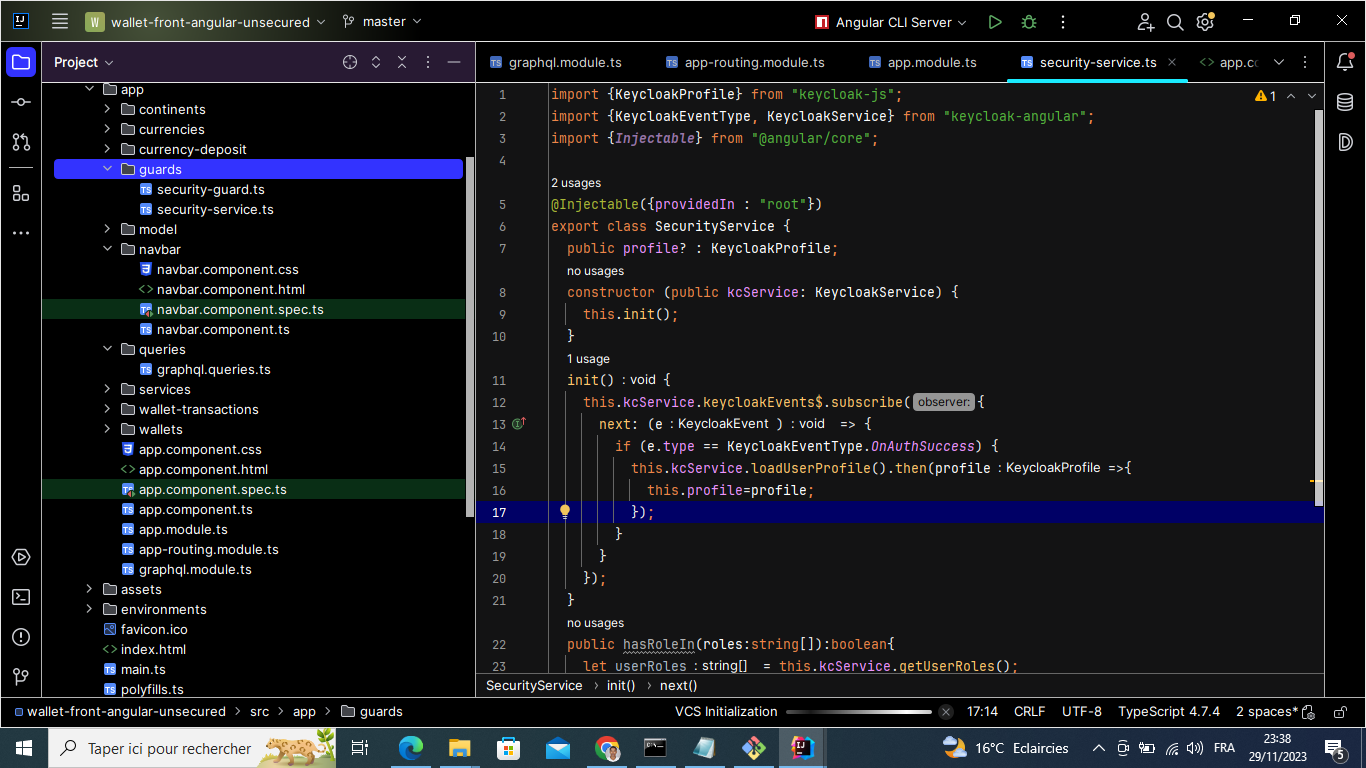 W wallet-front-angular-unsecured master Angular CLI Server
Project
app
continents
currencies
currency-deposit
guards
security-guard.ts
security-service.ts
model
navbar
navbar.component.css
navbar.component.html
navbar.component.spec.ts
navbar.component.ts
queries
graphql.queries.ts
services
wallet-transactions
wallets
app.component.css
app.component.html
app.component.spec.ts
app.component.ts
app.module.ts
app-routing.module.ts
graphql.module.ts
assets
environments
favicon.ico
index.html
main.ts
polyfills.ts
graphql.module.ts app-routing.module.ts app.module.ts security-service.ts app.co
1
1 import {KeycloakProfile} from "keycloak-js";
2 import {KeycloakEventType, KeycloakService} from "keycloak-angular";
3 import {Injectable} from "@angular/core";
4
2 usages
5 @Injectable({providedIn : "root"})
6 export class SecurityService {
7 public profile? : KeycloakProfile;
no usages
8 constructor (public kcService: KeycloakService) {
9 this.init();
10 }
1 usage
11 init() : void {
12 this.kcService.keycloakEvents$.subscribe( observer: {
13 next: (e : KeycloakEvent ) : void => {
14 if (e.type == KeycloakEventType.OnAuthSuccess) {
15 this.kcService.loadUserProfile().then(profile : KeycloakProfile =>{
16 this.profile=profile;
17 });
18 }
19 }
20 });
21 }
no usages
22 public hasRoleIn(roles:string[]):boolean{
23 let userRoles : string[] = this.kcService.getUserRoles();
SecurityService > init() > next()
wallet-front-angular-unsecured > src > app > guards VCS Initialization 17:14 CRLF UTF-8 TypeScript 4.7.4 2 spaces*
Taper ici pour rechercher 16°C Eclaircies FRA 23:38
29/11/2023 5